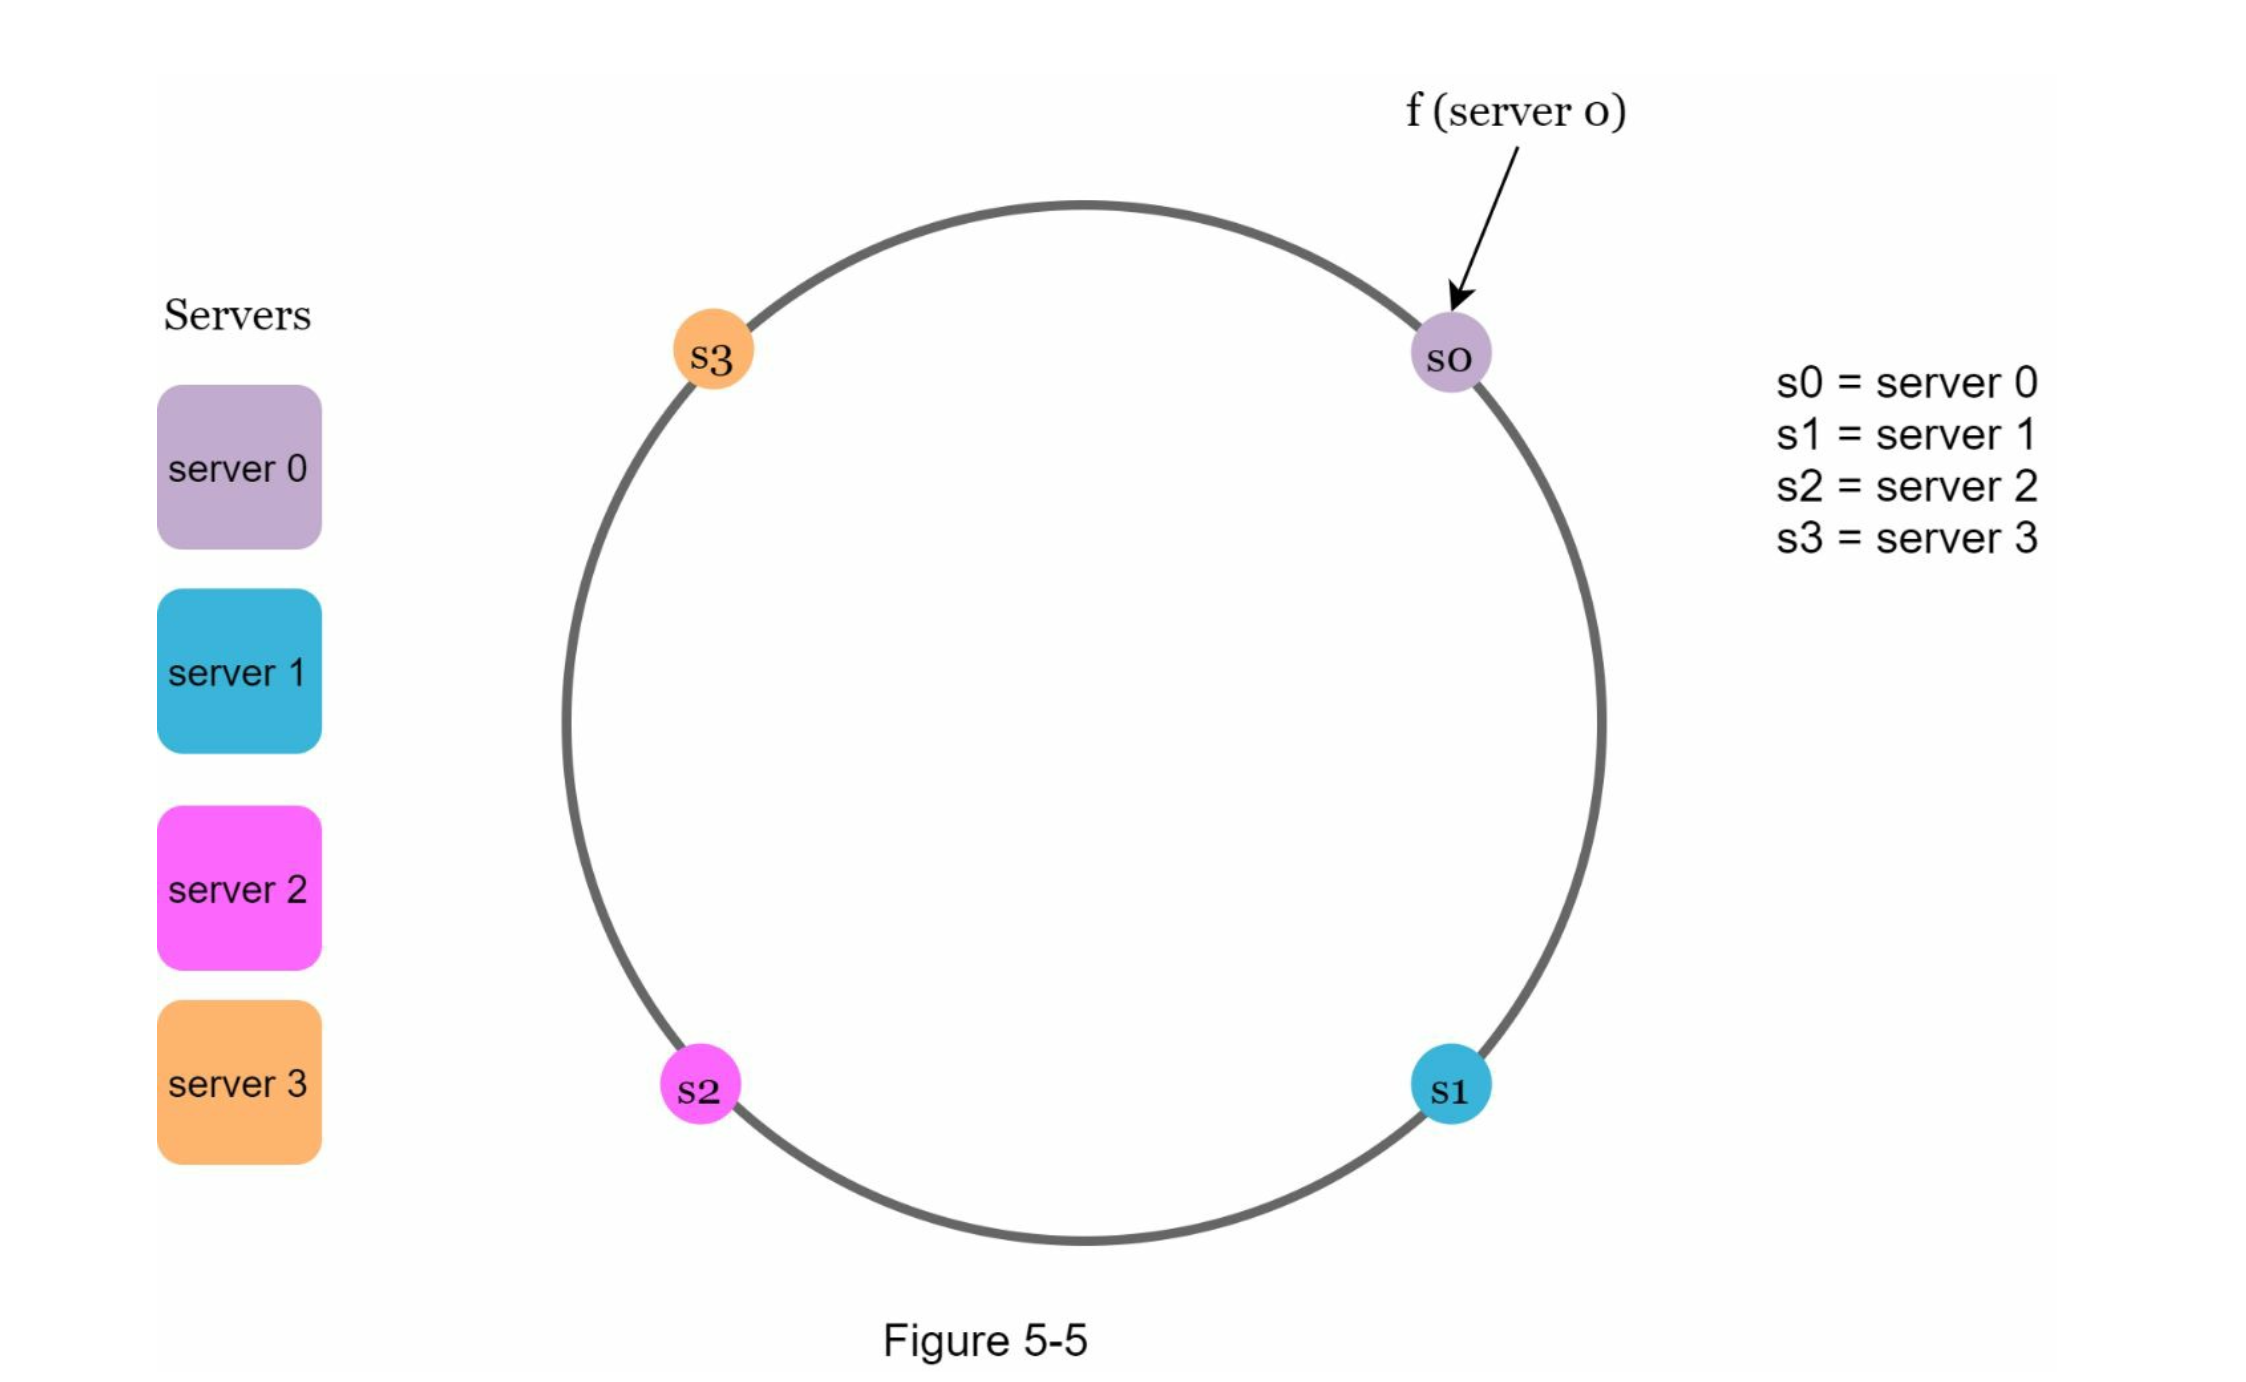 f (server 0)
Servers
s3
s0
s0 = server 0
s1 = server 1
s2 = server 2
s3 = server 3
server 0
server 1
server 2
server 3
s2
s1
Figure 5-5